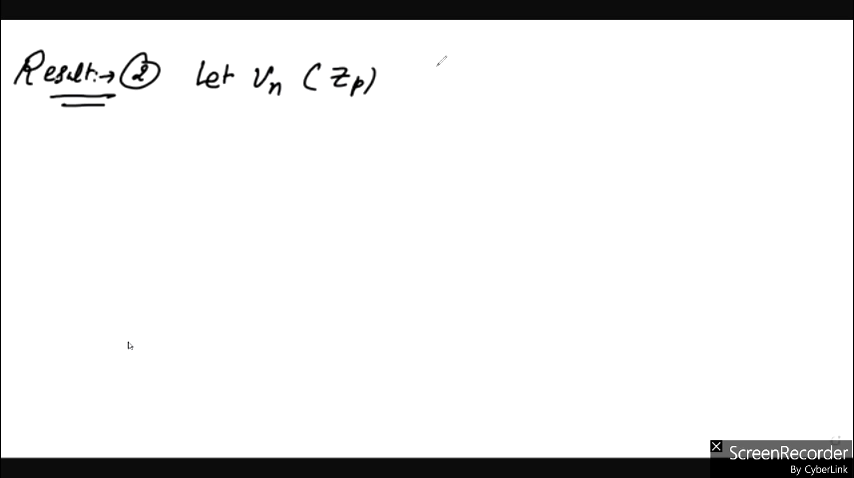 Result:→ ② Let Vn (Zp)
ScreenRecorder
By CyberLink